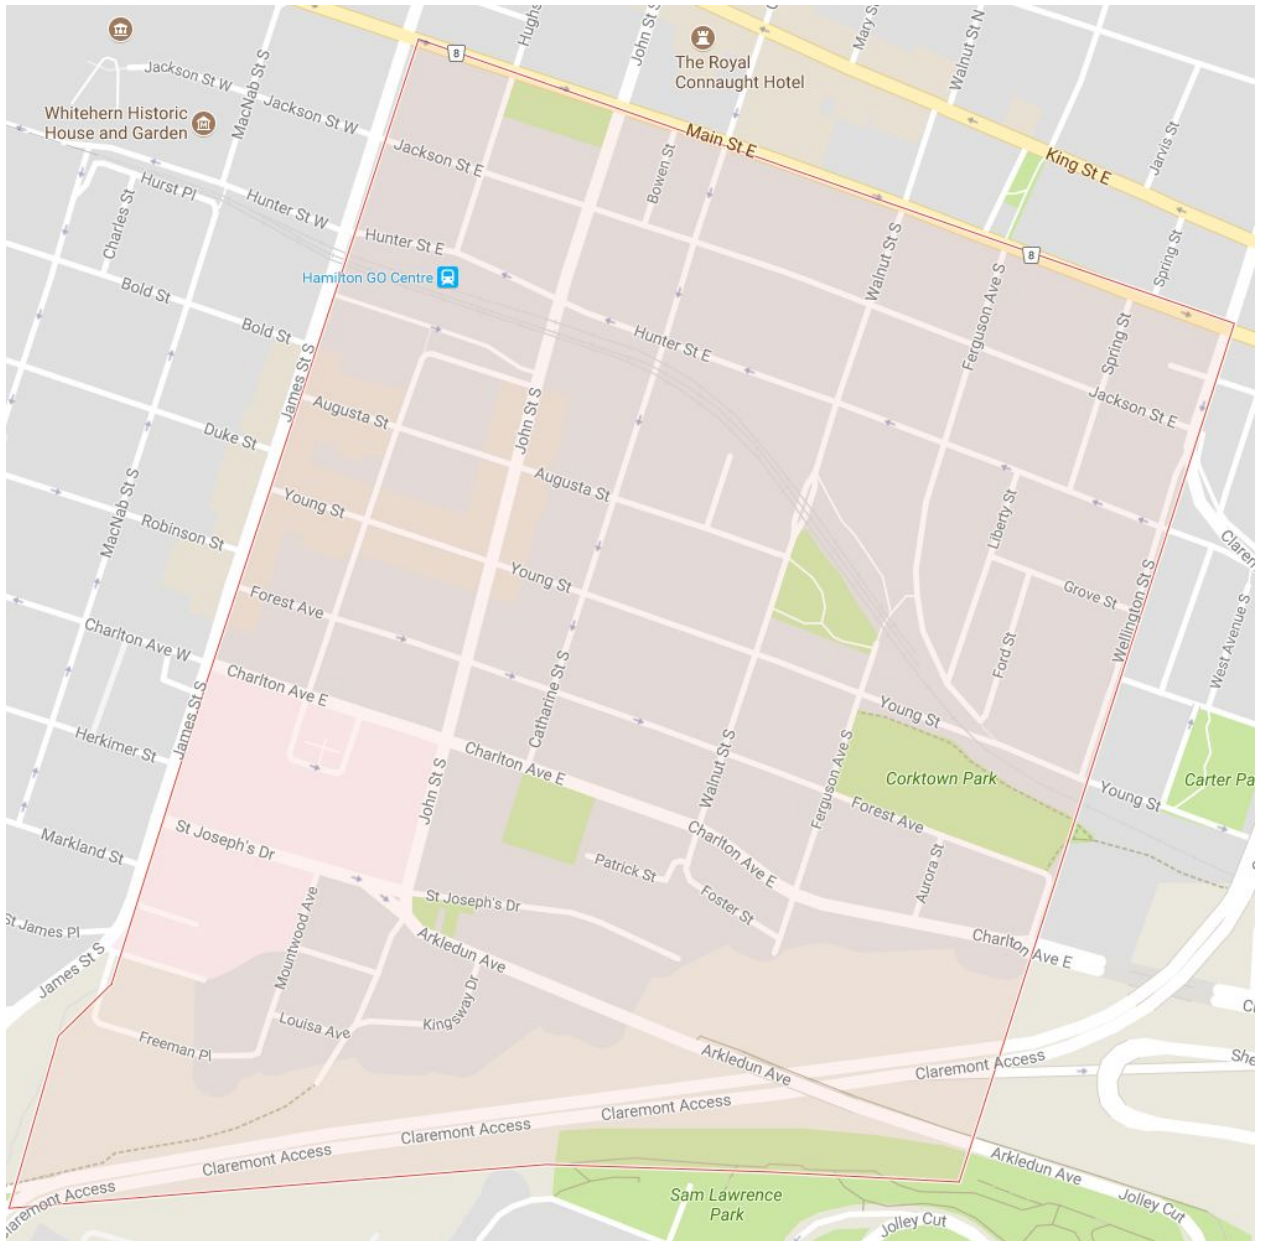 Hughs
John St S
Mary St
Walnut St N
The Royal
Connaught Hotel
8
MacNab St S
Jackson St W
Jackson St W
Whitehern Historic
House and Garden
Main St E
King St E
Jarvis St
Jackson St E
Bowen St
Hurst Pl
Charles St
Hunter St W
Hunter St E
Walnut St S
Spring St
8
Hamilton GO Centre
Bold St
Bold St
Ferguson Ave S
Hunter St E
Spring St
James St S
Jackson St E
Augusta St
John St S
Duke St
Augusta St
MacNab St S
Young St
Liberty St
Robinson St
Clarem
Young St
Grove St
Wellington St S
Forest Ave
West Avenue S
Charlton Ave W
Ford St
Charlton Ave E
Catharine St S
James St S
Young St
Herkimer St
Charlton Ave E
Walnut St S
Ferguson Ave S
Corktown Park
Carter Pa
John St S
Young St
Forest Ave
Markland St
St Joseph's Dr
Charlton Ave E
Patrick St
Aurora St
Foster St
St Joseph's Dr
St James Pl
Mountwood Ave
Arkledun Ave
Charlton Ave E
James St S
Kingsway Dr
Louisa Ave
C
Freeman Pl
Arkledun Ave
Claremont Access
She
Claremont Access
Claremont Access
Claremont Access
Arkledun Ave
Claremont Access
Sam Lawrence
Park
Jolley Cut
Jolley Cut